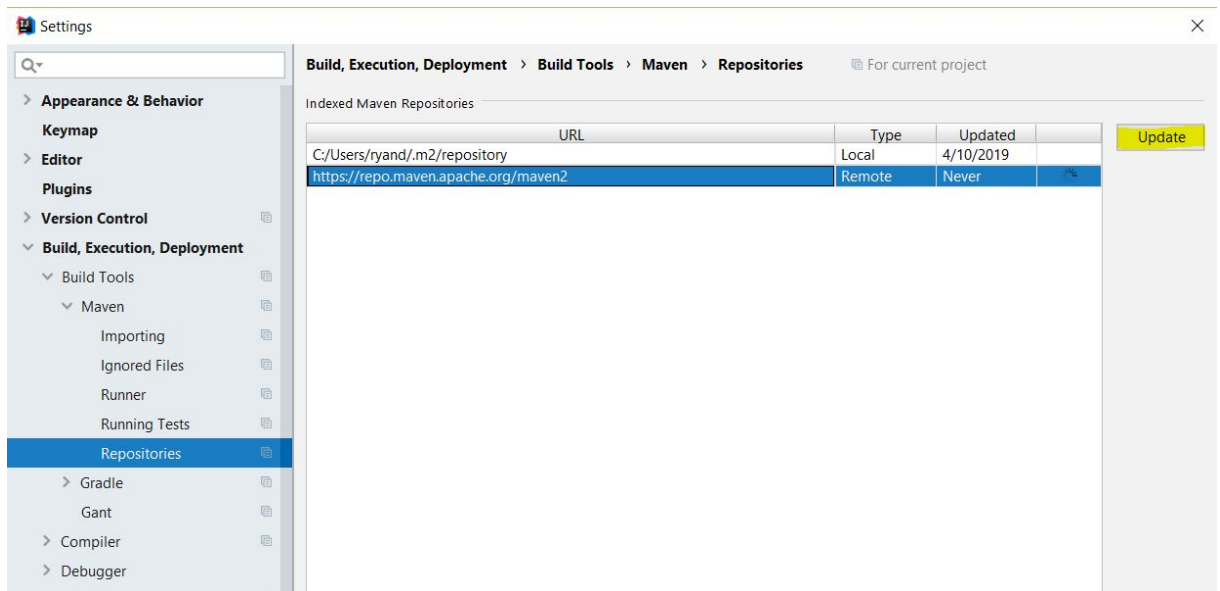 Settings
Build, Execution, Deployment > Build Tools > Maven > Repositories For current project
Appearance & Behavior
Keymap
Editor
Plugins
Version Control
Build, Execution, Deployment
Build Tools
Maven
Importing
Ignored Files
Runner
Running Tests
Repositories
Gradle
Gant
Compiler
Debugger
Indexed Maven Repositories
URL Type Updated
C:/Users/ryand/.m2/repository Local 4/10/2019
https://repo.maven.apache.org/maven2 Remote Never
Update